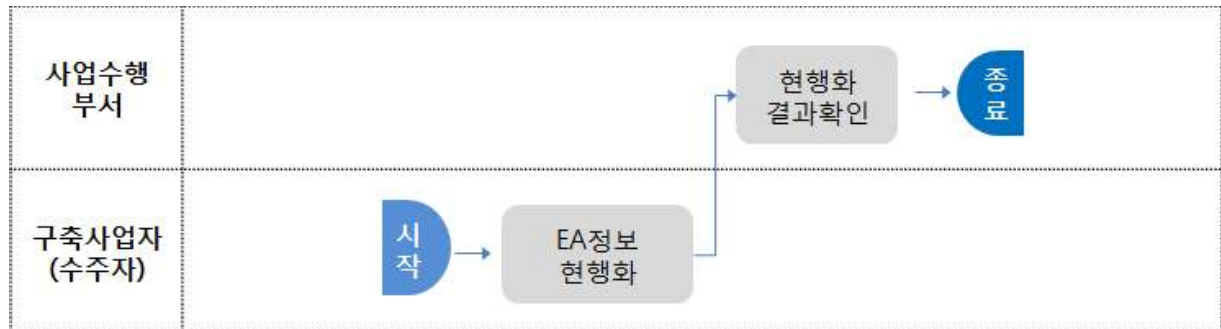 사업수행
부서
현행화
결과확인
종
료
구축사업자
(수주자)
시
작
EA정보
현행화